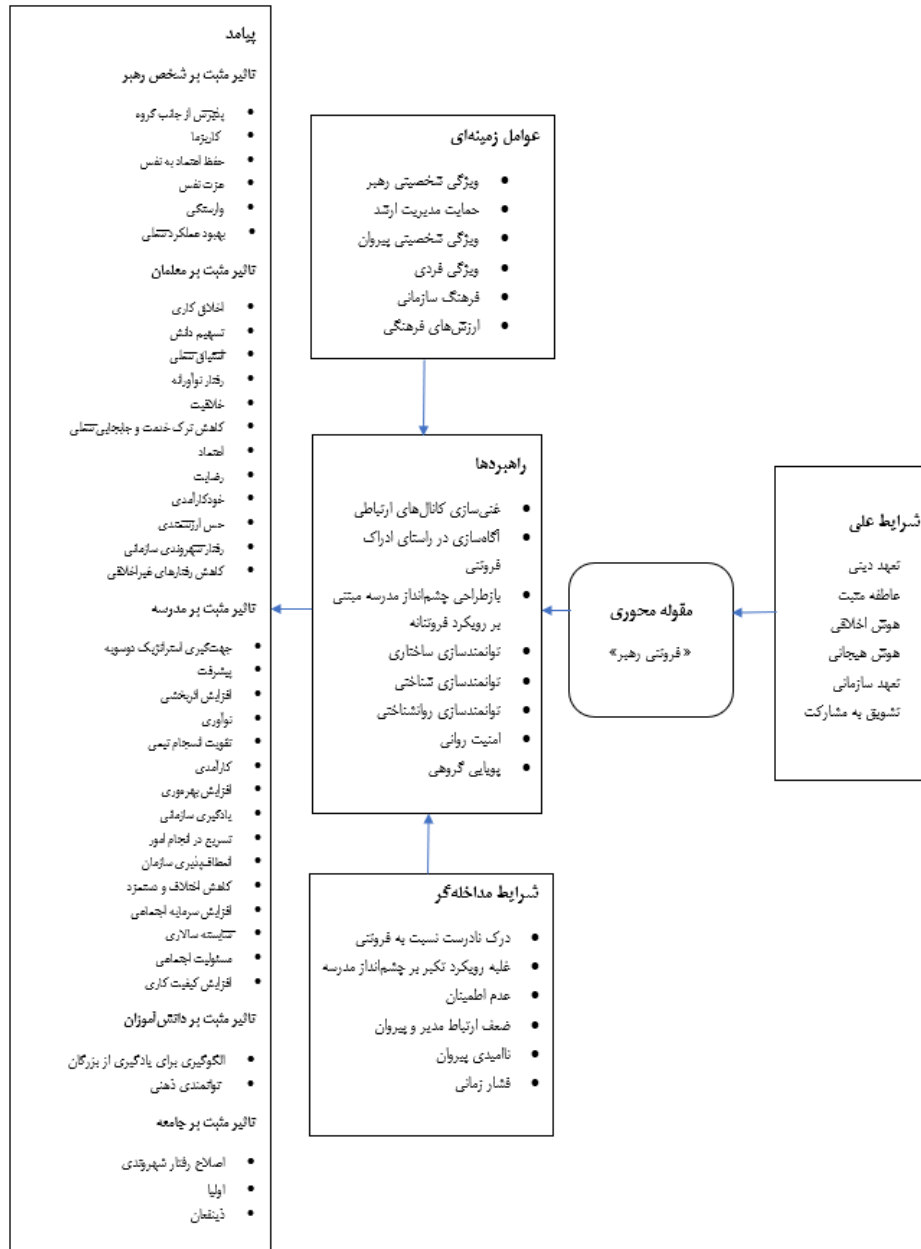 شرایط علی
تعهد دینی
عاطفه مثبت
هوش اخلاقی
هوش هیجانی
تعهد سازمانی
تشویق به مشارکت
مقوله محوری
«فروتنی رهبر»
عوامل زمینه‌ای
ویژگی شخصیتی رهبر
حمایت مدیریت ارشد
ویژگی شخصیتی پیروان
ویژگی فردی
فرهنگ سازمانی
ارزش‌های فرهنگی
راهبردها
غنی‌سازی کانال‌های ارتباطی
آگاه‌سازی در راستای ادراک
فروتنی
بازطراحی چشم‌انداز مدرسه مبتنی
بر رویکرد فروتنانه
توانمندسازی ساختاری
توانمندسازی شناختی
توانمندسازی روانشناختی
امنیت روانی
پویایی گروهی
شرایط مداخله‌گر
درک نادرست نسبت به فروتنی
غلبه رویکرد تکبر بر چشم‌انداز مدرسه
عدم اطمینان
ضعف ارتباط مدیر و پیروان
ناامیدی پیروان
فشار زمانی
پیامد
تاثیر مثبت بر شخص رهبر
پذیرش از جانب گروه
کاریزما
حفظ اعتماد به نفس
عزت نفس
وارستگی
بهبود عملکرد شغلی
تاثیر مثبت بر معلمان
اخلاق کاری
تسهیم دانش
اشتیاق شغلی
رفتار نوآورانه
خلاقیت
کاهش ترک خدمت و جابجایی شغلی
اعتماد
رضایت
خودکارآمدی
حس ارزشمندی
رفتار شهروندی سازمانی
کاهش رفتارهای غیراخلاقی
تاثیر مثبت بر مدرسه
جهت‌گیری استراتژیک دوسویه
پیشرفت
افزایش اثربخشی
نوآوری
تقویت انسجام تیمی
کارآمدی
افزایش بهره‌وری
یادگیری سازمانی
تسریع در انجام امور
انعطاف‌پذیری سازمان
کاهش اختلاف و دستمزد
افزایش سرمایه اجتماعی
شایسته سالاری
مسئولیت اجتماعی
افزایش کیفیت کاری
تاثیر مثبت بر دانش‌آموزان
الگوگیری برای یادگیری از بزرگان
توانمندی ذهنی
تاثیر مثبت بر جامعه
اصلاح رفتار شهروندی
اولیا
ذینفعان